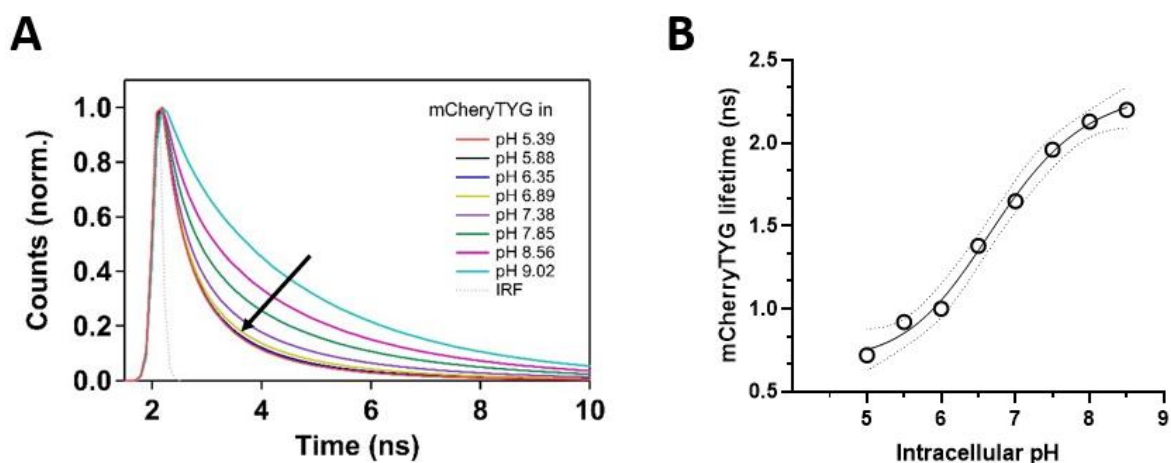 A
mCheryTYG in
pH 5.39
pH 5.88
pH 6.35
pH 6.89
pH 7.38
pH 7.85
pH 8.56
pH 9.02
IRF
Counts (norm.)
1.0
0.8
0.6
0.4
0.2
0.0
2 4 6 8 10
Time (ns)
B
mCherryTYG lifetime (ns)
2.5
2.0
1.5
1.0
0.5
5 6 7 8 9
Intracellular pH